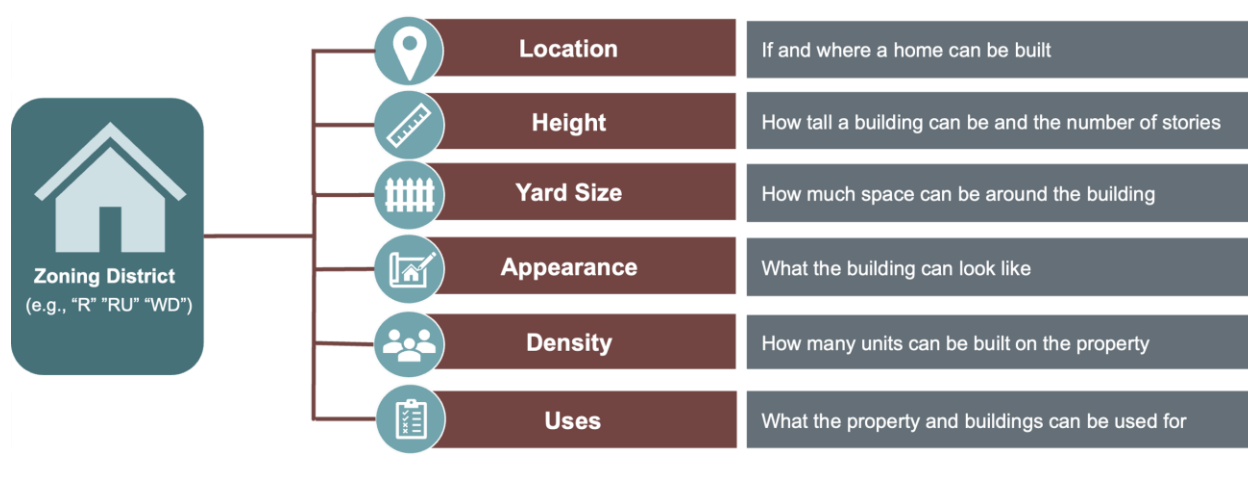 Zoning District
(e.g., “R” ”RU” “WD”)
Location
If and where a home can be built
Height
How tall a building can be and the number of stories
Yard Size
How much space can be around the building
Appearance
What the building can look like
Density
How many units can be built on the property
Uses
What the property and buildings can be used for